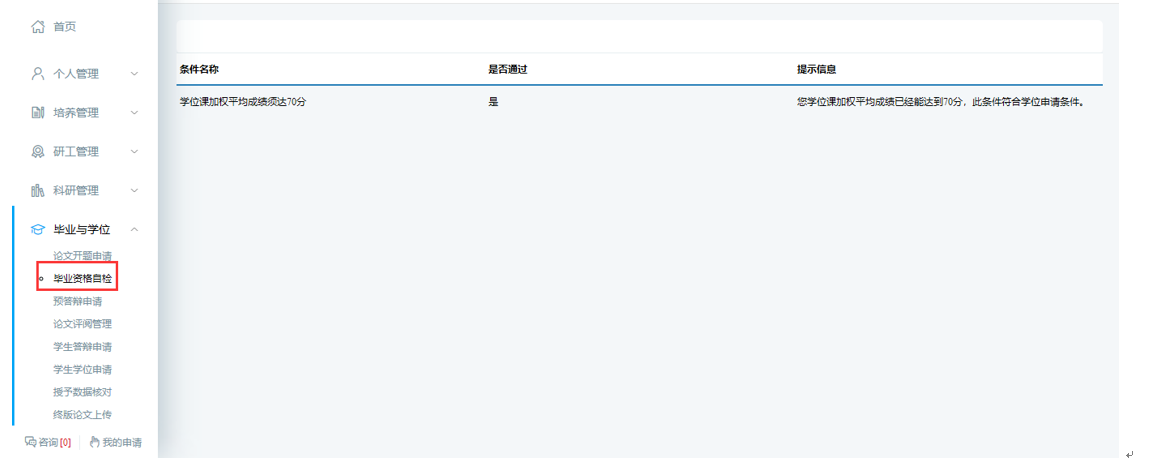 首页
个人管理
培养管理
研工管理
科研管理
毕业与学位
论文开题申请
毕业资格自检
预答辩申请
论文评阅管理
学生答辩申请
学生学位申请
授予数据核对
终版论文上传
咨询[0] 我的申请
条件名称 是否通过 提示信息
学位课加权平均成绩须达70分 是 您学位课加权平均成绩已经能达到70分，此条件符合学位申请条件。